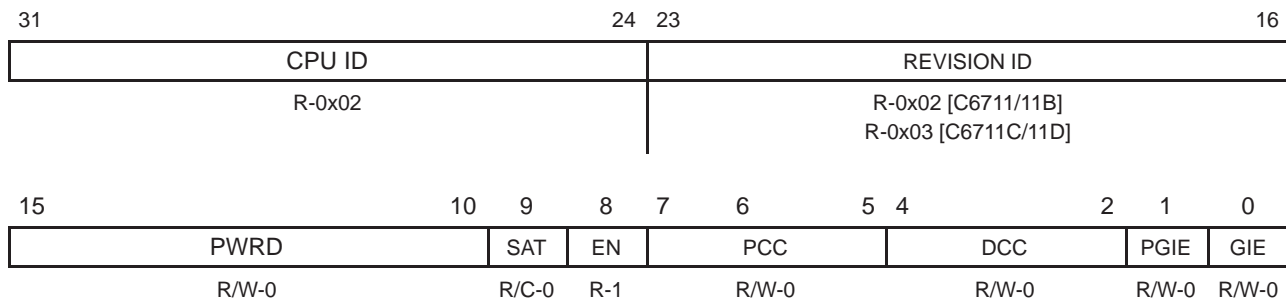 31 24 23 16
CPU ID REVISION ID
R-0x02 R-0x02 [C6711/11B]
R-0x03 [C6711C/11D]
15 10 9 8 7 6 5 4 2 1 0
PWRD SAT EN PCC DCC PGIE GIE
R/W-0 R/C-0 R-1 R/W-0 R/W-0 R/W-0 R/W-0